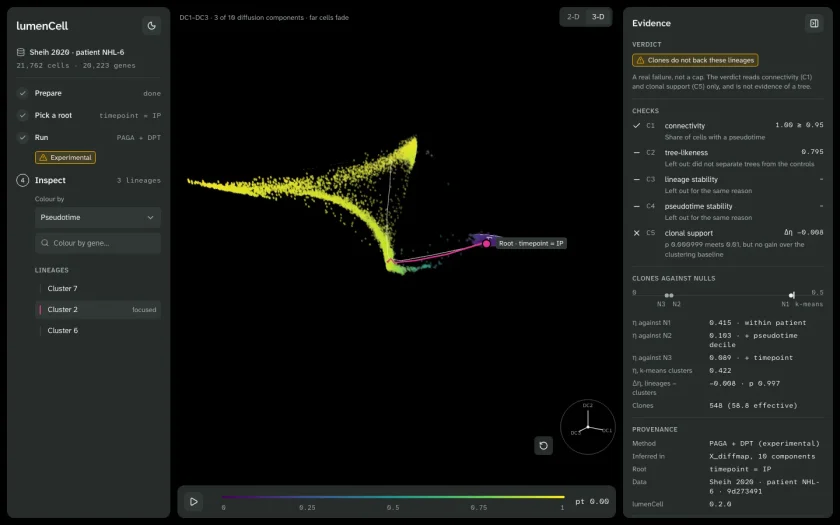 lumenCell
Sheih 2020 · patient NHL-6
21,762 cells · 20,223 genes
Prepare
done
Pick a root
timepoint = IP
Run
PAGA + DPT
Experimental
4
Inspect
3 lineages
Colour by
Pseudotime
Colour by gene...
LINEAGES
Cluster 7
Cluster 2
focused
Cluster 6
DC1–DC3 · 3 of 10 diffusion components · far cells fade
2-D
3-D
Root · timepoint = IP
DC2
DC3
DC1
pt 0.00
0
0.25
0.5
0.75
1
Evidence
VERDICT
Clones do not back these lineages
A real failure, not a cap. The verdict reads connectivity (C1)
and clonal support (C5) only, and is not evidence of a tree.
CHECKS
C1 connectivity 1.00 ≥ 0.95
Share of cells with a pseudotime
C2 tree-likeness 0.795
Left out: did not separate trees from the controls
C3 lineage stability –
Left out for the same reason
C4 pseudotime stability –
Left out for the same reason
C5 clonal support Δη −0.008
p 0.000999 meets 0.01, but no gain over the
clustering baseline
CLONES AGAINST NULLS
0
0.5
N3 N2
N1 k-means
η against N1 0.415 · within patient
η against N2 0.103 · + pseudotime
decile
η against N3 0.089 · + timepoint
η, k-means clusters 0.422
Δη, lineages − −0.008 · p 0.997
clusters
Clones 548 (58.8 effective)
PROVENANCE
Method PAGA + DPT (experimental)
Inferred in X_diffmap, 10 components
Root timepoint = IP
Data Sheih 2020 · patient NHL-
6 · 9d273491
lumenCell 0.2.0